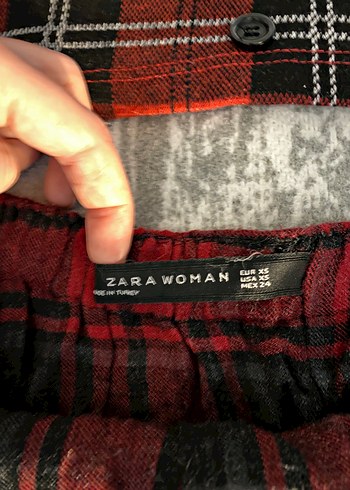 ZARA WOMAN
MADE IN TURKEY
EUR XS
USA XS
MEX 24